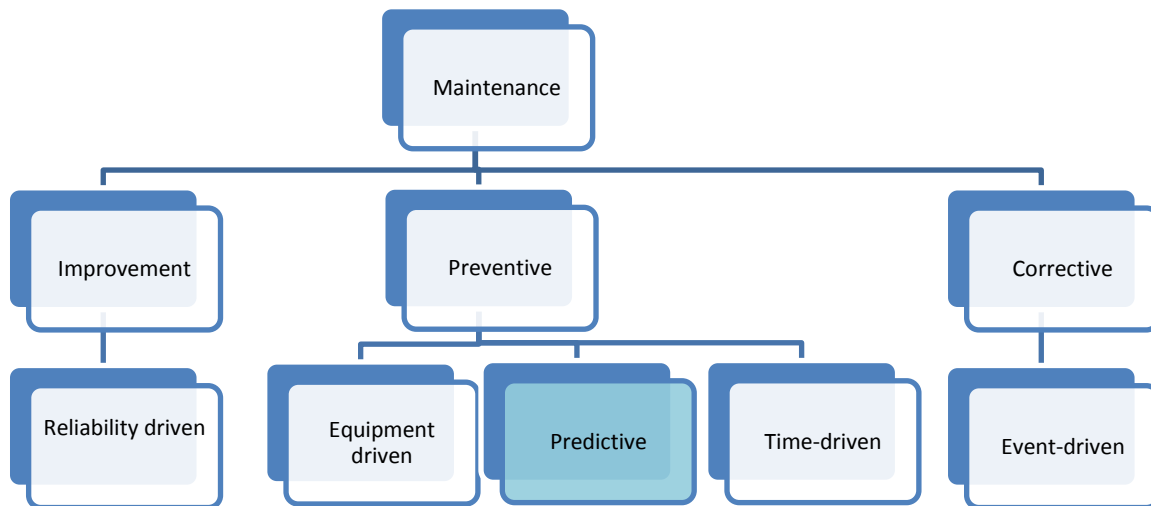 Maintenance
Improvement
Preventive
Corrective
Reliability driven
Equipment
driven
Predictive
Time-driven
Event-driven